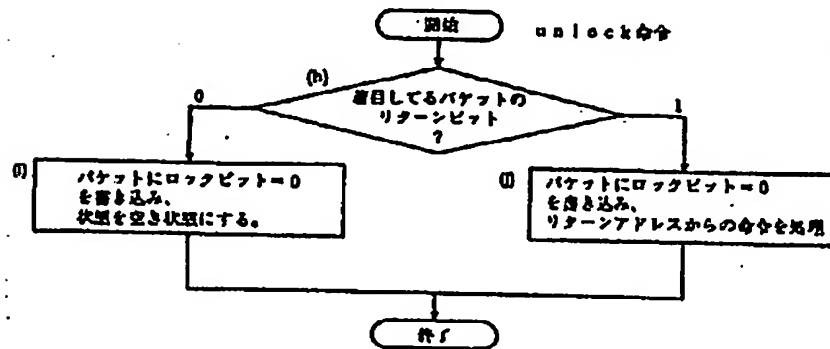 開始
unlock命令
(h)
0
1
着目してるパケットの
リターンビット
?
(i)
パケットにロックビット=0
を書き込み、
状態を空き状態にする。
(j)
パケットにロックビット=0
を書き込み、
リターンアドレスからの命令を処理
終了